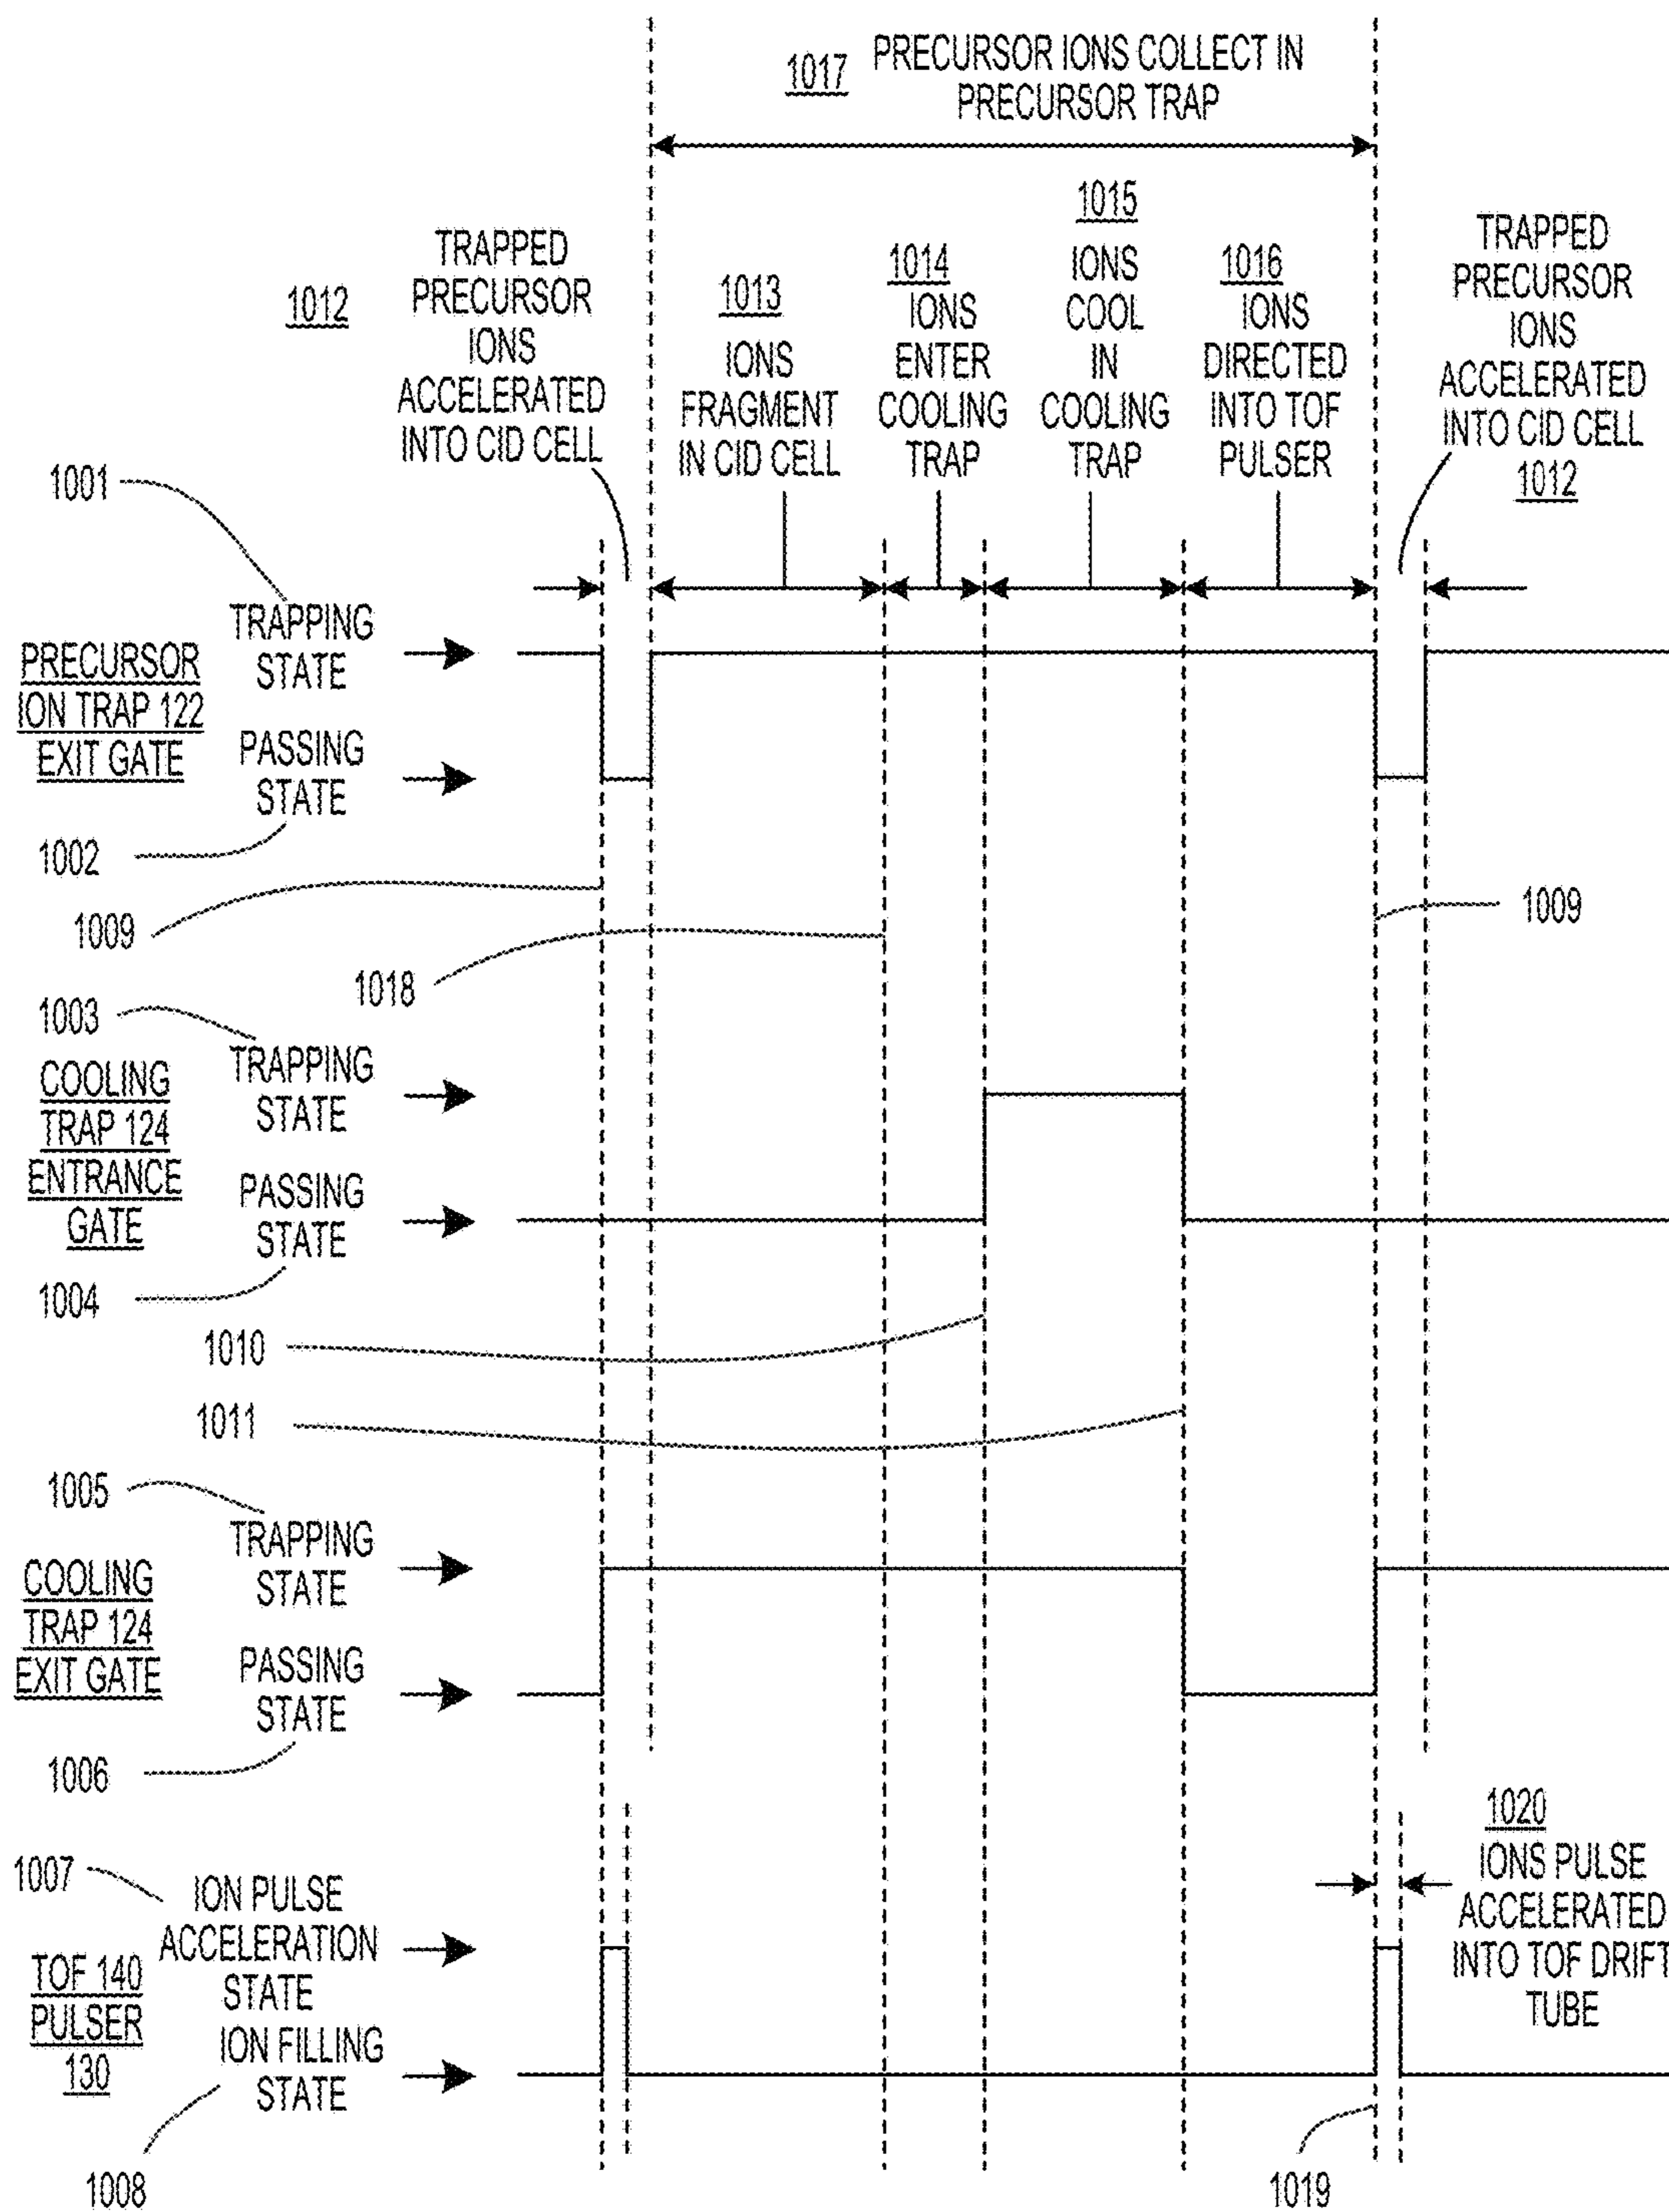 1017
PRECURSOR IONS COLLECT IN
PRECURSOR TRAP
1012
TRAPPED
PRECURSOR
IONS
ACCELERATED
INTO CID CELL
1013
IONS
FRAGMENT
IN CID CELL
1014
IONS
ENTER
COOLING
TRAP
1015
IONS
COOL
IN
COOLING
TRAP
1016
IONS
DIRECTED
INTO TOF
PULSER
TRAPPED
PRECURSOR
IONS
ACCELERATED
INTO CID CELL
1012
1001
TRAPPING
STATE
PRECURSOR
ION TRAP 122
EXIT GATE
PASSING
STATE
1002
1009
1009
1018
1003
TRAPPING
STATE
COOLING
TRAP 124
ENTRANCE
GATE
PASSING
STATE
1004
1010
1011
1005
TRAPPING
STATE
COOLING
TRAP 124
EXIT GATE
PASSING
STATE
1006
1007
ION PULSE
ACCELERATION
STATE
TOF 140
PULSER
130
ION FILLING
STATE
1008
1020
IONS PULSE
ACCELERATED
INTO TOF DRIFT
TUBE
1019